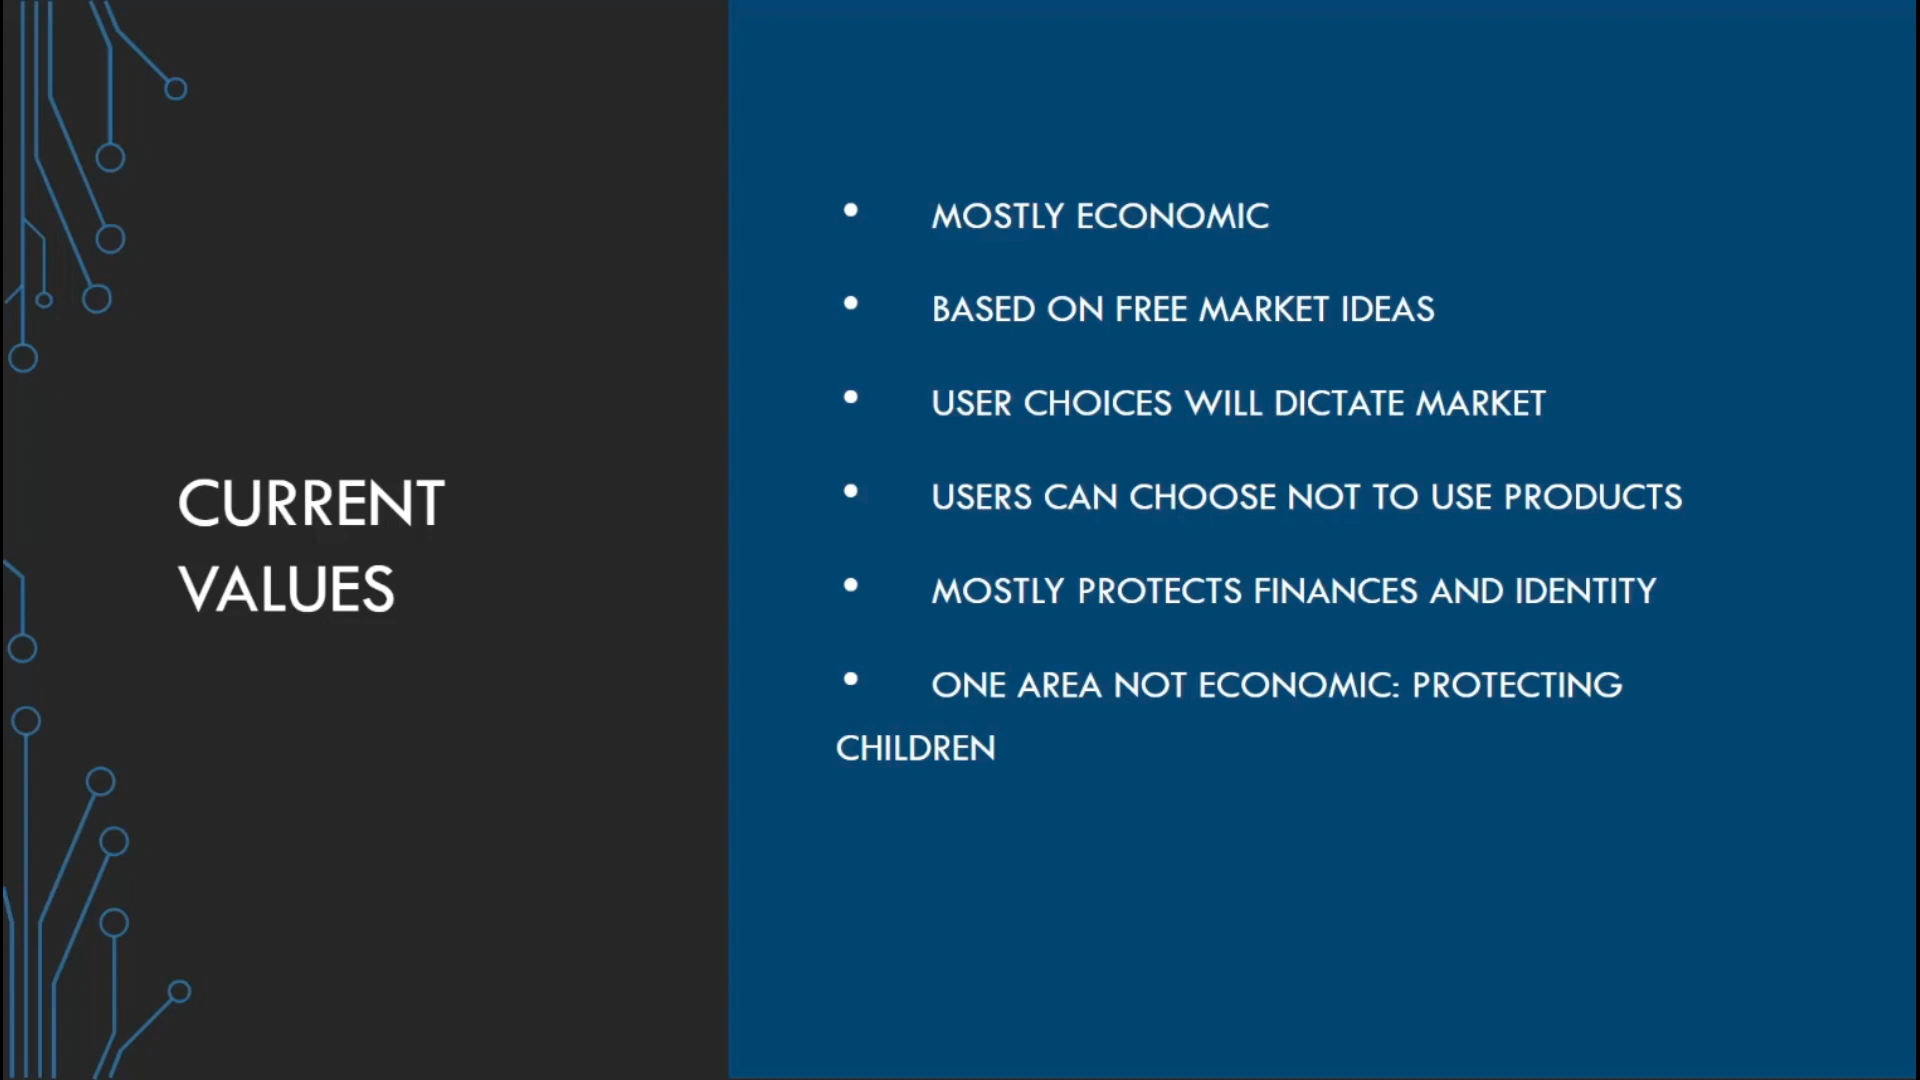 CURRENT
VALUES
• MOSTLY ECONOMIC
• BASED ON FREE MARKET IDEAS
• USER CHOICES WILL DICTATE MARKET
• USERS CAN CHOOSE NOT TO USE PRODUCTS
• MOSTLY PROTECTS FINANCES AND IDENTITY
• ONE AREA NOT ECONOMIC: PROTECTING
CHILDREN